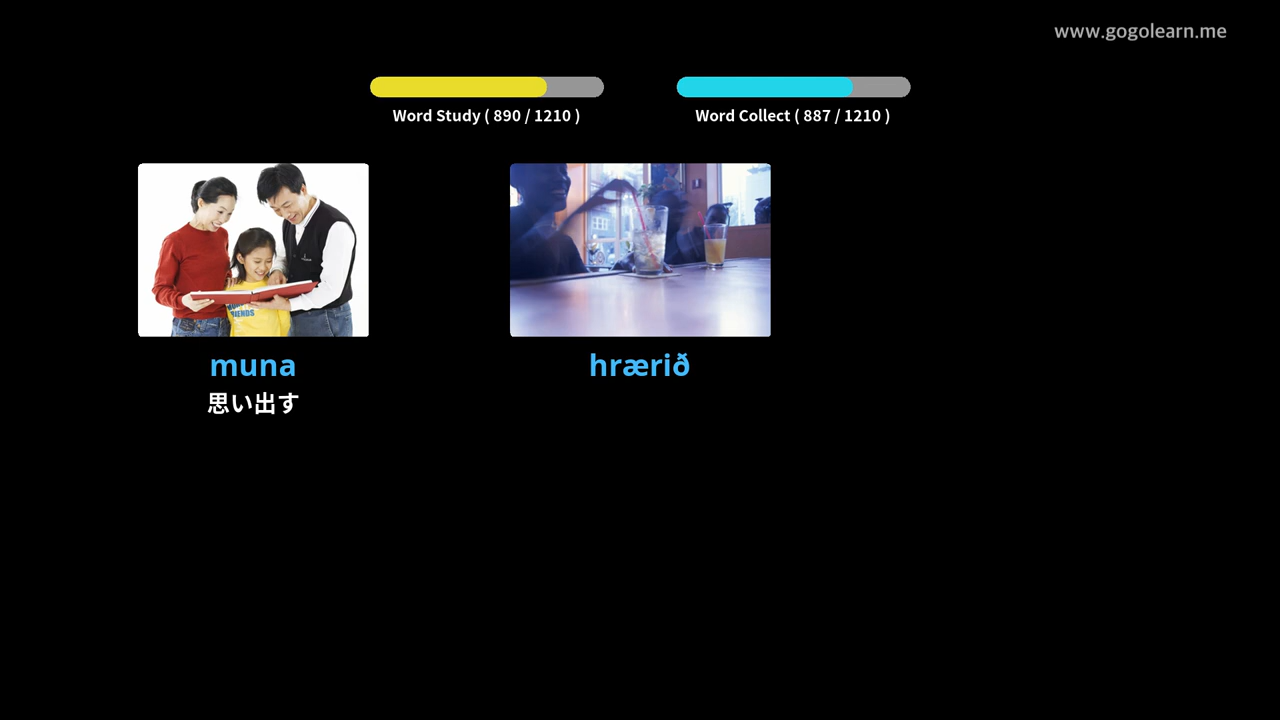 www.gogolearn.me
Word Study ( 890 / 1210 )
Word Collect ( 887 / 1210 )
muna
思い出す
hrærið